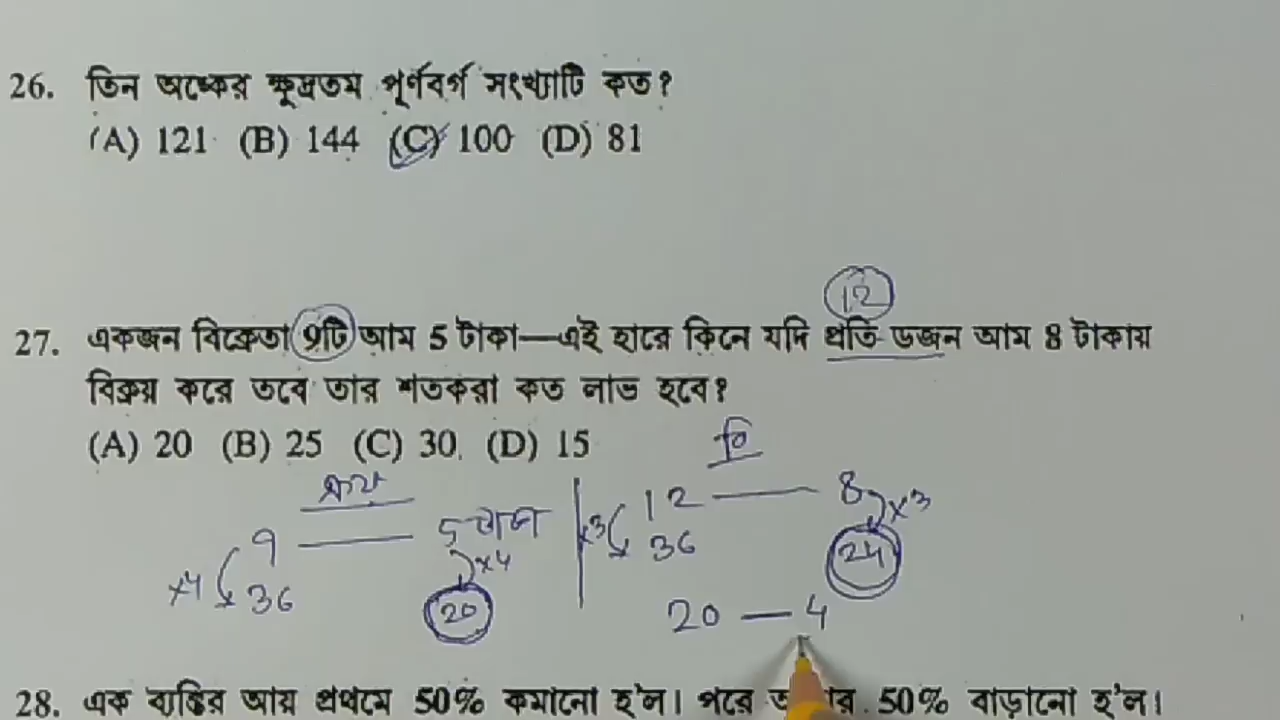 26. তিন অঙ্কের ক্ষুদ্রতম পূর্ণবর্গ সংখ্যাটি কত?
(A) 121 (B) 144 (C) 100 (D) 81
12
27. একজন বিক্রেতা 9টি আম 5 টাকা—এই হারে কিনে যদি প্রতি ডজন আম 8 টাকায়
বিক্রয় করে তবে তার শতকরা কত লাভ হবে?
(A) 20 (B) 25 (C) 30 (D) 15
ক্রয় বি
9 — 5 টাকা 12 — 8
×4 36 ×4 20 ×3 36 ×3 24
20 — 4
28. এক ব্যক্তির আয় প্রথমে 50% কমানো হ'ল। পরে 50% বাড়ানো হ'ল।